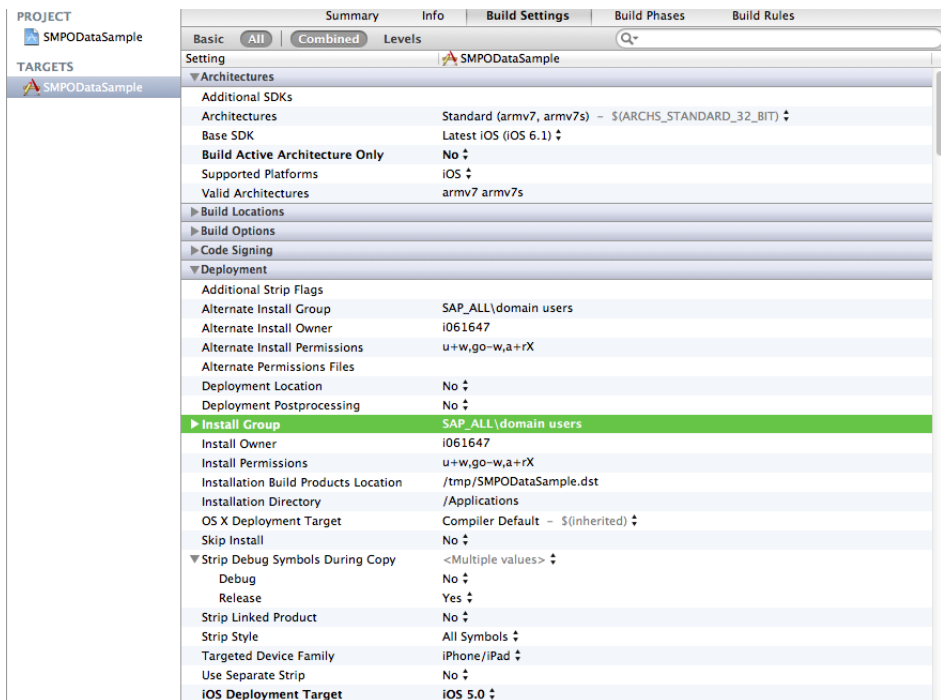 PROJECT
SMPODataSample
TARGETS
SMPODataSample
Summary Info Build Settings Build Phases Build Rules
Basic All Combined Levels
Setting SMPODataSample
Architectures
Additional SDKs
Architectures Standard (armv7, armv7s) – $(ARCHS_STANDARD_32_BIT)
Base SDK Latest iOS (iOS 6.1)
Build Active Architecture Only No
Supported Platforms iOS
Valid Architectures armv7 armv7s
Build Locations
Build Options
Code Signing
Deployment
Additional Strip Flags
Alternate Install Group SAP_ALL\domain users
Alternate Install Owner i061647
Alternate Install Permissions u+w,go-w,a+rX
Alternate Permissions Files
Deployment Location No
Deployment Postprocessing No
Install Group SAP_ALL\domain users
Install Owner i061647
Install Permissions u+w,go-w,a+rX
Installation Build Products Location /tmp/SMPODataSample.dst
Installation Directory /Applications
OS X Deployment Target Compiler Default – $(inherited)
Skip Install No
Strip Debug Symbols During Copy <Multiple values>
Debug No
Release Yes
Strip Linked Product No
Strip Style All Symbols
Targeted Device Family iPhone/iPad
Use Separate Strip No
iOS Deployment Target iOS 5.0